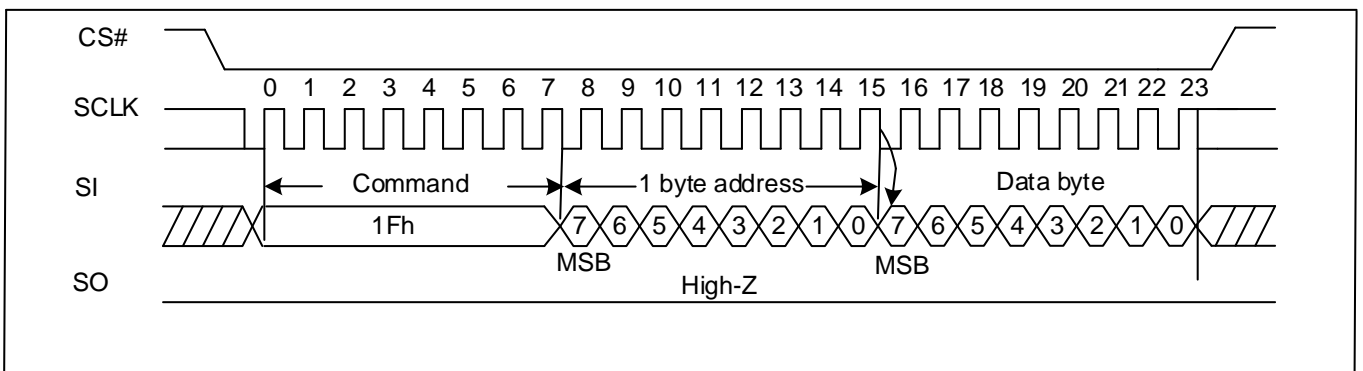 CS#
0 1 2 3 4 5 6 7 8 9 10 11 12 13 14 15 16 17 18 19 20 21 22 23
SCLK
SI Command 1 byte address Data byte
1Fh 7 6 5 4 3 2 1 0 7 6 5 4 3 2 1 0
MSB MSB
SO High-Z